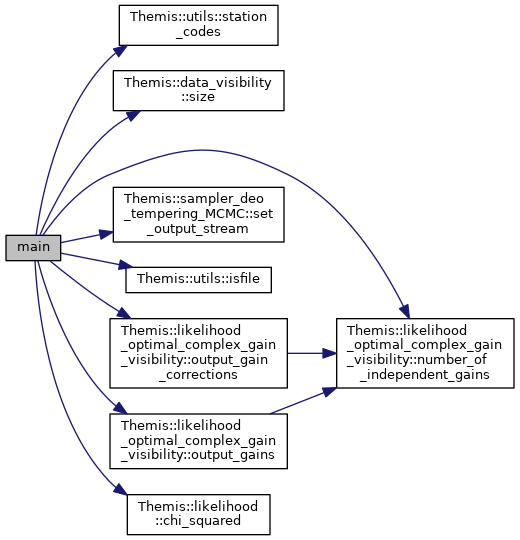 Themis::utils::station
_codes
Themis::data_visibility
::size
Themis::sampler_deo
_tempering_MCMC::set
_output_stream
main
Themis::utils::isfile
Themis::likelihood
_optimal_complex_gain
_visibility::output_gain
_corrections
Themis::likelihood
_optimal_complex_gain
_visibility::number_of
_independent_gains
Themis::likelihood
_optimal_complex_gain
_visibility::output_gains
Themis::likelihood
::chi_squared